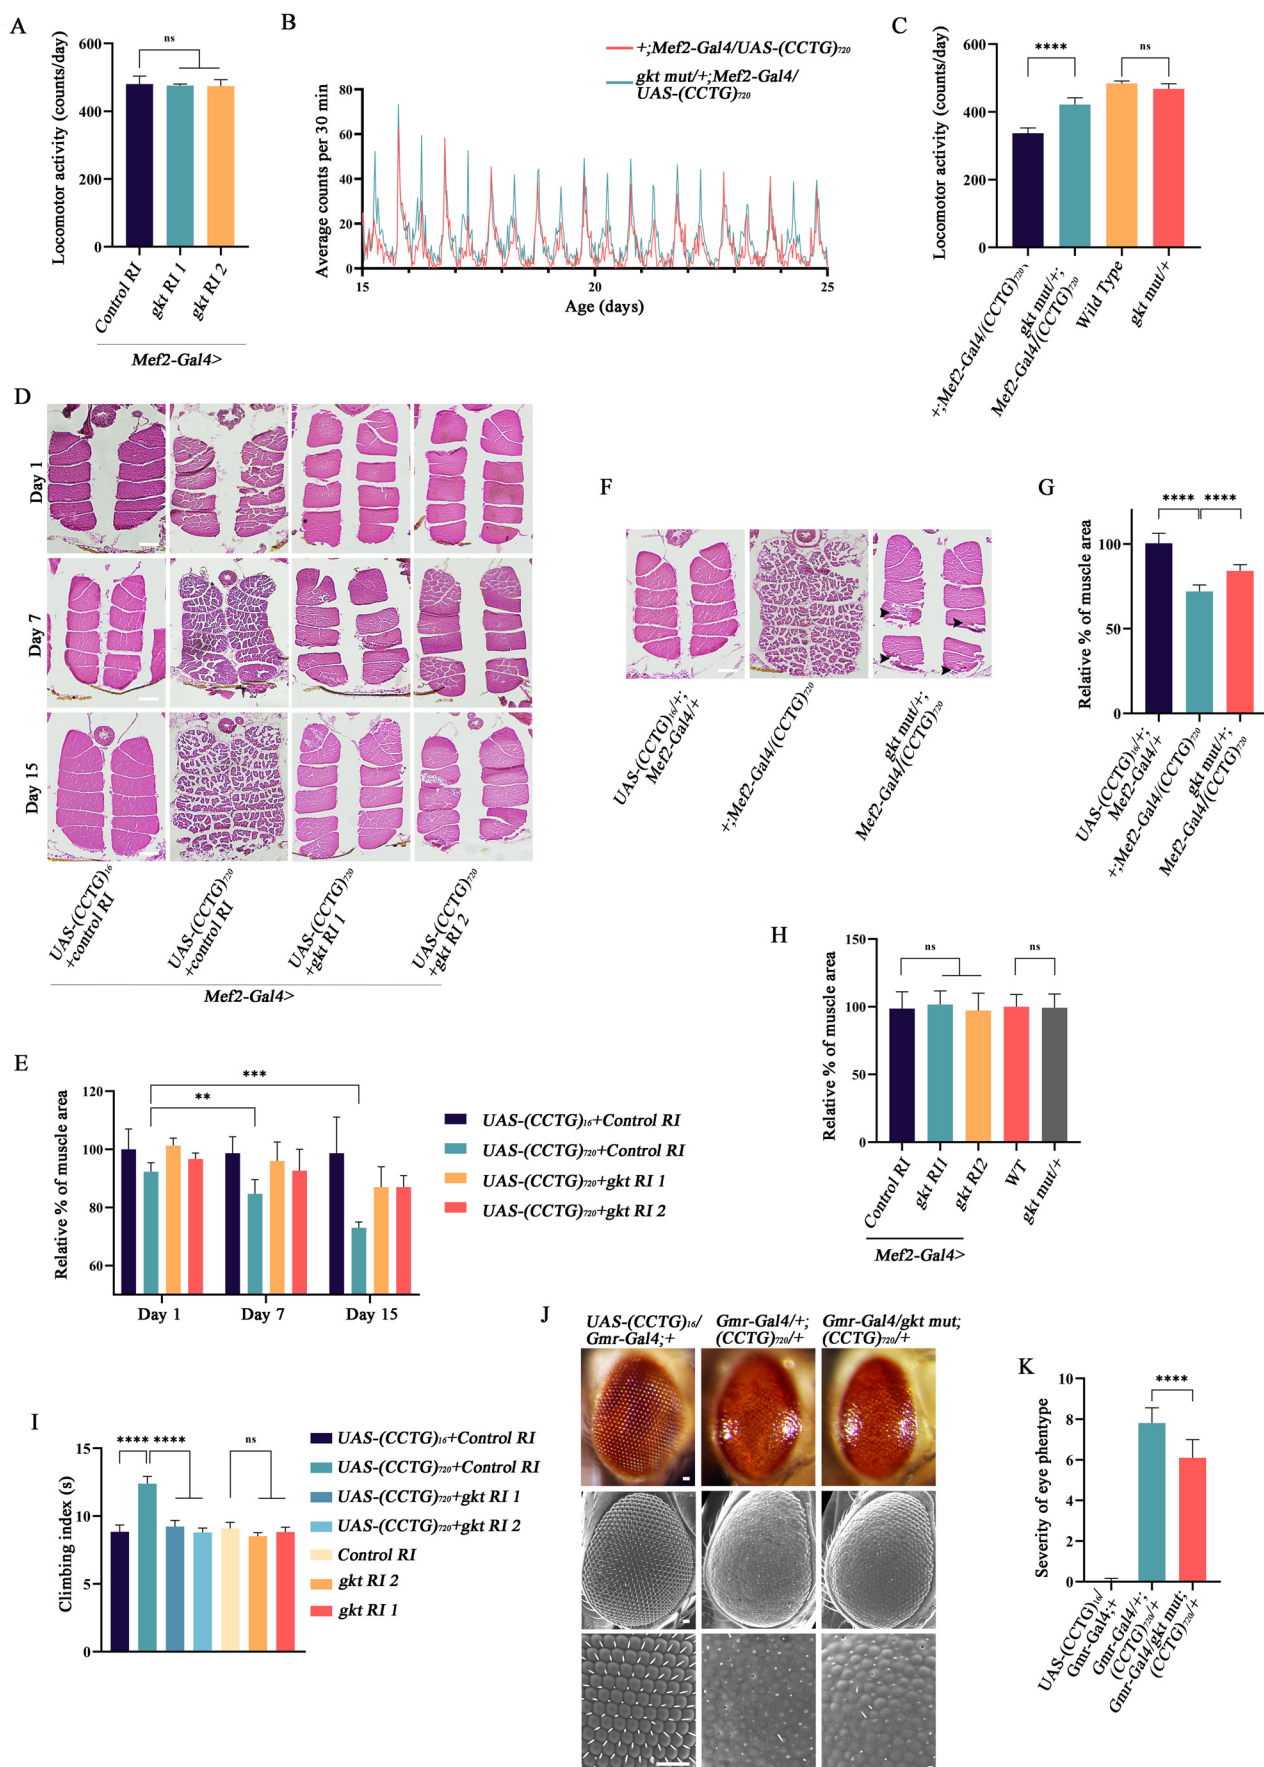 A
Locomotor activity (counts/day)
600
400
200
0
ns
Control RI
gkt RI 1
gkt RI 2
Mef2-Gal4>
B
+;Mef2-Gal4/UAS-(CCTG)720
gkt mut/+;Mef2-Gal4/
UAS-(CCTG)720
Average counts per 30 min
80
60
40
20
0
15
20
25
Age (days)
C
Locomotor activity (counts/day)
600
400
200
0
****
ns
+;Mef2-Gal4/(CCTG)720
gkt mut/+;
Mef2-Gal4/(CCTG)720
Wild Type
gkt mut/+
D
Day 1
Day 7
Day 15
UAS-(CCTG)16
+control RI
UAS-(CCTG)720
+control RI
UAS-(CCTG)720
+gkt RI 1
UAS-(CCTG)720
+gkt RI 2
Mef2-Gal4>
F
UAS-(CCTG)16/+;
Mef2-Gal4/+
+;Mef2-Gal4/(CCTG)720
gkt mut/+;
Mef2-Gal4/(CCTG)720
G
Relative % of muscle area
100
50
0
****
****
UAS-(CCTG)16/+;
Mef2-Gal4/+
+;Mef2-Gal4/(CCTG)720
gkt mut/+;
Mef2-Gal4/(CCTG)720
H
Relative % of muscle area
150
100
50
0
ns
ns
Control RI
gkt RI1
gkt RI2
WT
gkt mut/+
Mef2-Gal4>
E
Relative % of muscle area
120
100
80
60
***
**
Day 1
Day 7
Day 15
UAS-(CCTG)16+Control RI
UAS-(CCTG)720+Control RI
UAS-(CCTG)720+gkt RI 1
UAS-(CCTG)720+gkt RI 2
I
Climbing index (s)
15
10
5
0
****
****
ns
UAS-(CCTG)16+Control RI
UAS-(CCTG)720+Control RI
UAS-(CCTG)720+gkt RI 1
UAS-(CCTG)720+gkt RI 2
Control RI
gkt RI 2
gkt RI 1
J
UAS-(CCTG)16/
Gmr-Gal4;+
Gmr-Gal4/+;
(CCTG)720/+
Gmr-Gal4/gkt mut;
(CCTG)720/+
K
Severity of eye phentype
10
8
6
4
2
0
****
UAS-(CCTG)16/
Gmr-Gal4;+
Gmr-Gal4/+;
(CCTG)720/+
Gmr-Gal4/gkt mut;
(CCTG)720/+